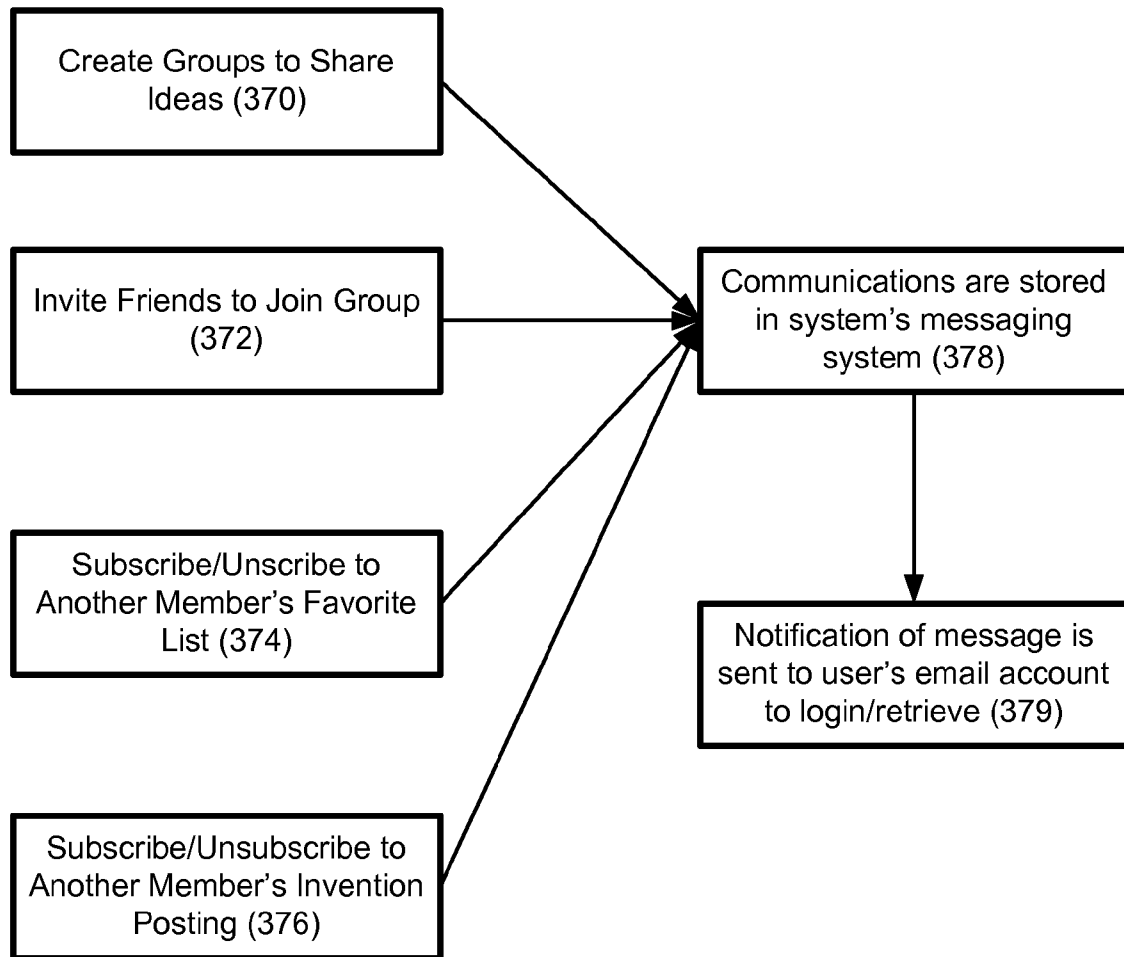 Create Groups to Share
Ideas (370)
Invite Friends to Join Group
(372)
Subscribe/Unscribe to
Another Member’s Favorite
List (374)
Subscribe/Unsubscribe to
Another Member’s Invention
Posting (376)
Communications are stored
in system’s messaging
system (378)
Notification of message is
sent to user’s email account
to login/retrieve (379)